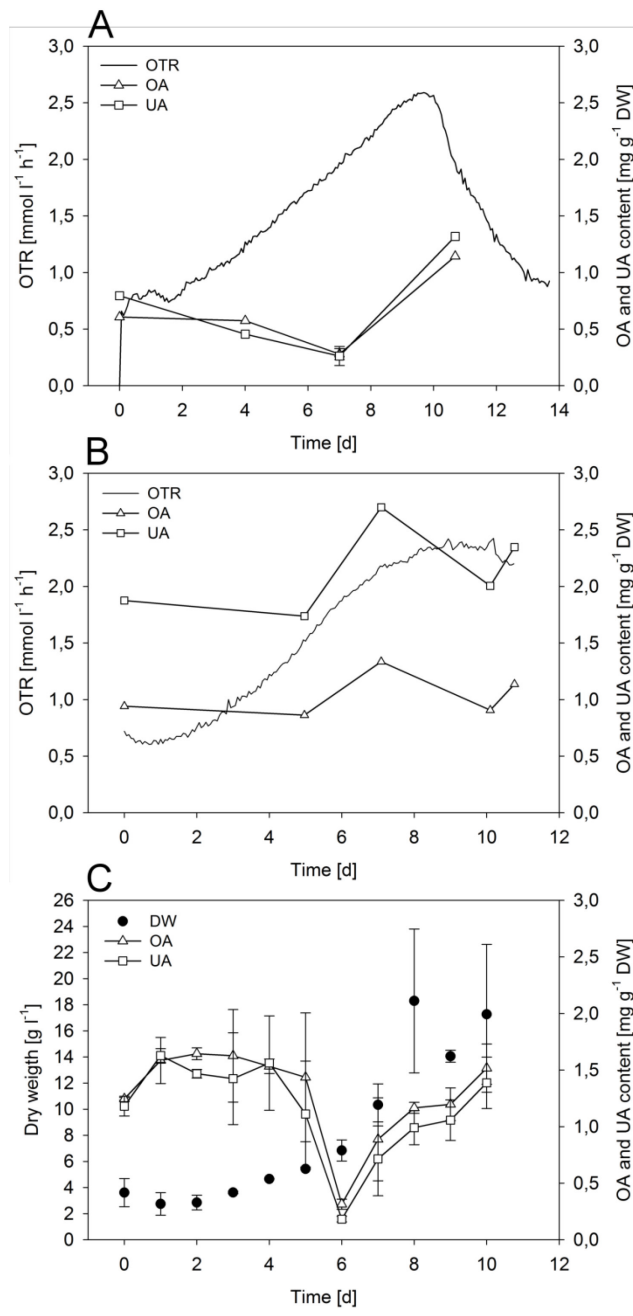 A
OTR
OA
UA
3,0
2,5
2,0
1,5
1,0
0,5
0,0
OTR [mmol l⁻¹ h⁻¹]
3,0
2,5
2,0
1,5
1,0
0,5
0,0
OA and UA content [mg g⁻¹ DW]
0 2 4 6 8 10 12 14
Time [d]
B
OTR
OA
UA
3,0
2,5
2,0
1,5
1,0
0,5
0,0
OTR [mmol l⁻¹ h⁻¹]
3,0
2,5
2,0
1,5
1,0
0,5
0,0
OA and UA content [mg g⁻¹ DW]
0 2 4 6 8 10 12
Time [d]
C
DW
OA
UA
26
24
22
20
18
16
14
12
10
8
6
4
2
0
Dry weigth [g l⁻¹]
3,0
2,5
2,0
1,5
1,0
0,5
0,0
OA and UA content [mg g⁻¹ DW]
0 2 4 6 8 10 12
Time [d]